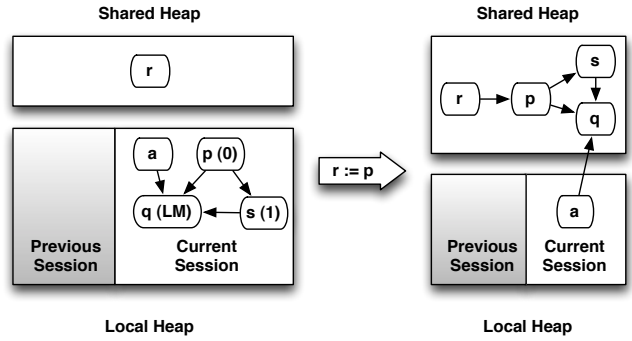 Shared Heap
r
a
p (0)
q (LM)
s (1)
Previous
Session
Current
Session
Local Heap
r := p
Shared Heap
s
r
p
q
a
Previous
Session
Current
Session
Local Heap